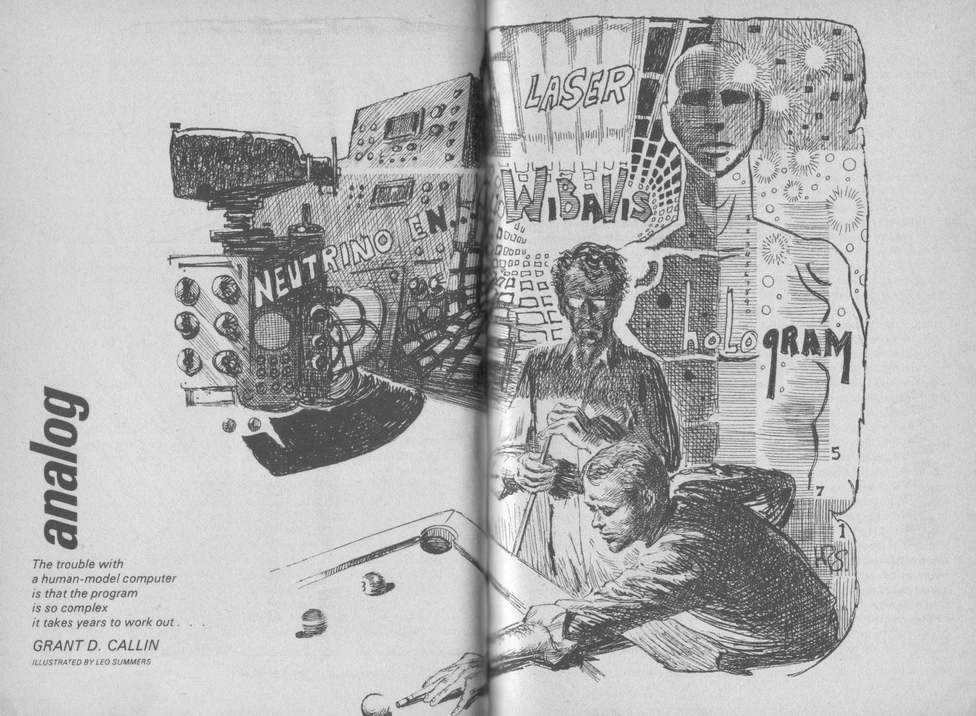 analog
The trouble with
a human-model computer
is that the program
is so complex
it takes years to work out . . .
GRANT D. CALLIN
ILLUSTRATED BY LEO SUMMERS
NEUTRINO EN.
LASER
WIBAVIS
hOLOGRAM
5
7
1